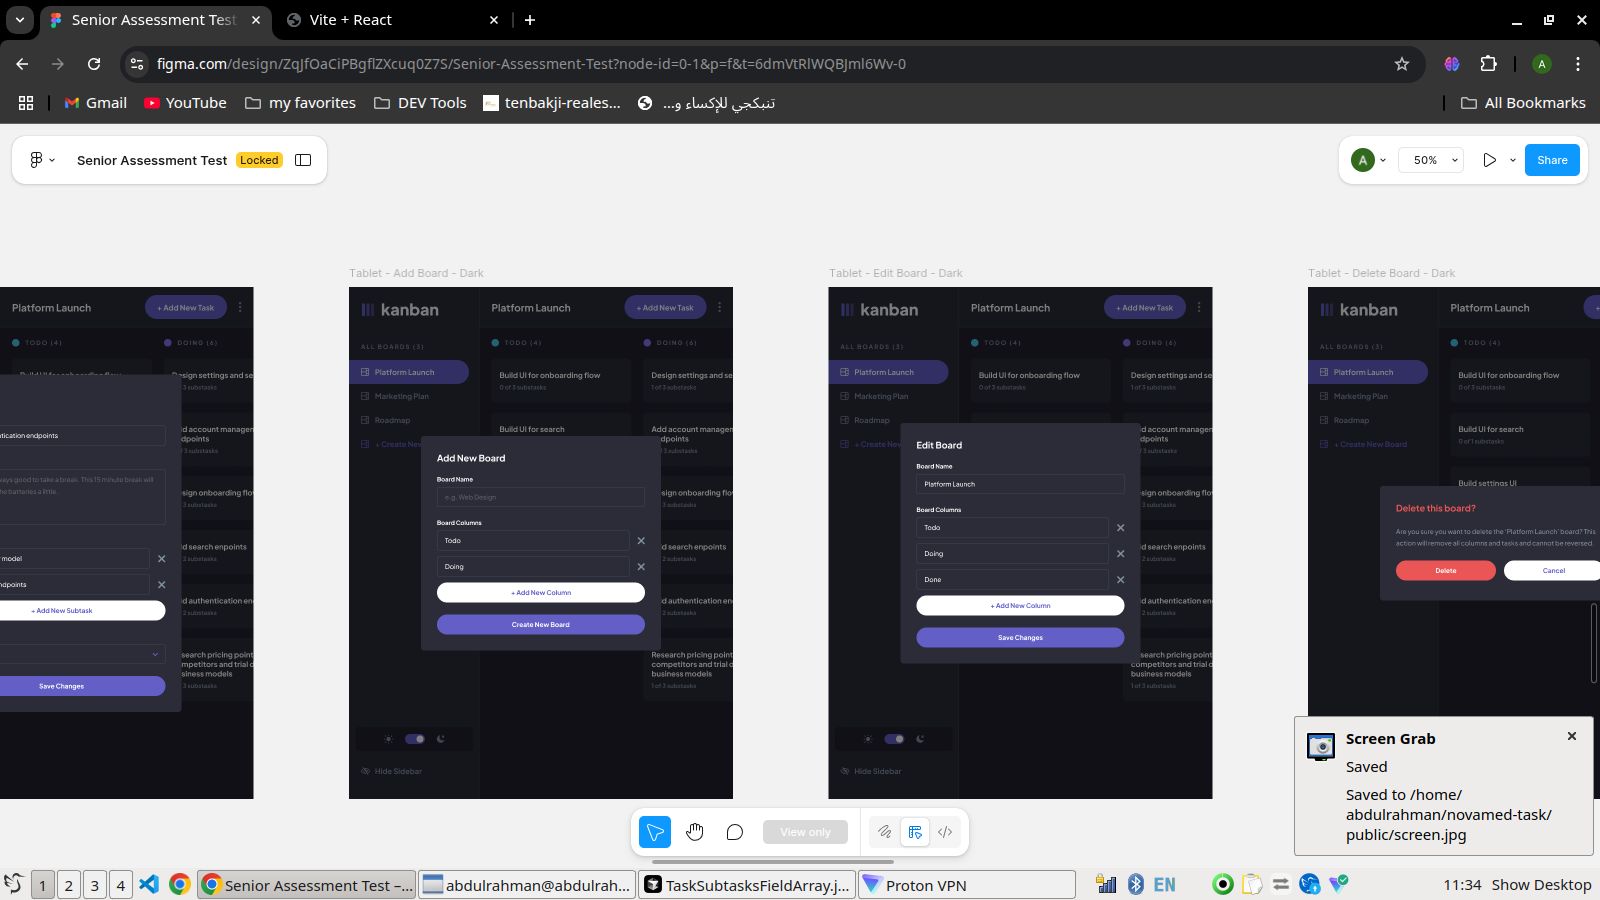 Senior Assessment Test
Vite + React
figma.com/design/ZqJfOaCiPBgflZXcuq0Z7S/Senior-Assessment-Test?node-id=0-1&p=f&t=6dmVtRlWQBJml6Wv-0
A
Gmail
YouTube
my favorites
DEV Tools
tenbakji-reales...
تنبكجي للإكساء و...
All Bookmarks
Senior Assessment Test
Locked
A
50%
Share
Tablet - Add Board - Dark
Tablet - Edit Board - Dark
Tablet - Delete Board - Dark
Platform Launch
+ Add New Task
TODO (4)
DOING (6)
Build UI for onboarding flow
Design settings and se
3 substasks
dd account managem
dpoints
f 3 substasks
tication endpoints
ways good to take a break. This 15 minute break will
he batteries a little.
sign onboarding flow
3 substasks
model
dd search enpoints
2 substasks
ndpoints
+ Add New Subtask
d authentication en
2 substasks
search pricing point
mpetitors and trial d
siness models
3 substasks
Save Changes
kanban
Platform Launch
+ Add New Task
ALL BOARDS (3)
TODO (4)
DOING (6)
Platform Launch
Marketing Plan
Roadmap
+ Create New
Build UI for onboarding flow
0 of 3 substasks
Design settings and se
1 of 3 substasks
Build UI for search
Add account managem
endpoints
Add New Board
Board Name
e.g. Web Design
Board Columns
Todo
Doing
+ Add New Column
Create New Board
Research pricing point
competitors and trial d
business models
1 of 3 substasks
Hide Sidebar
kanban
Platform Launch
+ Add New Task
ALL BOARDS (3)
TODO (4)
DOING (6)
Platform Launch
Marketing Plan
Roadmap
+ Create New
Build UI for onboarding flow
0 of 3 substasks
Design settings and se
1 of 3 substasks
Edit Board
Board Name
Platform Launch
Board Columns
Todo
Doing
Done
+ Add New Column
Save Changes
1 of 3 substasks
Hide Sidebar
kanban
Platform Launch
ALL BOARDS (3)
TODO (4)
Platform Launch
Marketing Plan
Roadmap
+ Create New Board
Build UI for onboarding flow
0 of 3 substasks
Build UI for search
0 of 1 substasks
Build settings UI
Delete this board?
Are you sure you want to delete the 'Platform Launch' board? This
action will remove all columns and tasks and cannot be reversed.
Delete
Cancel
Screen Grab
Saved
Saved to /home/
abdulrahman/novamed-task/
public/screen.jpg
View only
1
2
3
4
Senior Assessment Test –...
abdulrahman@abdulrah...
TaskSubtasksFieldArray.j...
Proton VPN
EN
11:34
Show Desktop